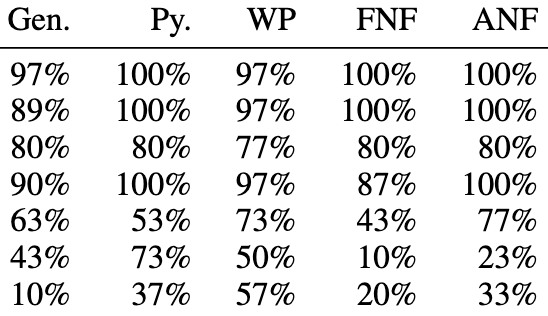 Gen. Py. WP FNF ANF
97% 100% 97% 100% 100%
89% 100% 97% 100% 100%
80% 80% 77% 80% 80%
90% 100% 97% 87% 100%
63% 53% 73% 43% 77%
43% 73% 50% 10% 23%
10% 37% 57% 20% 33%